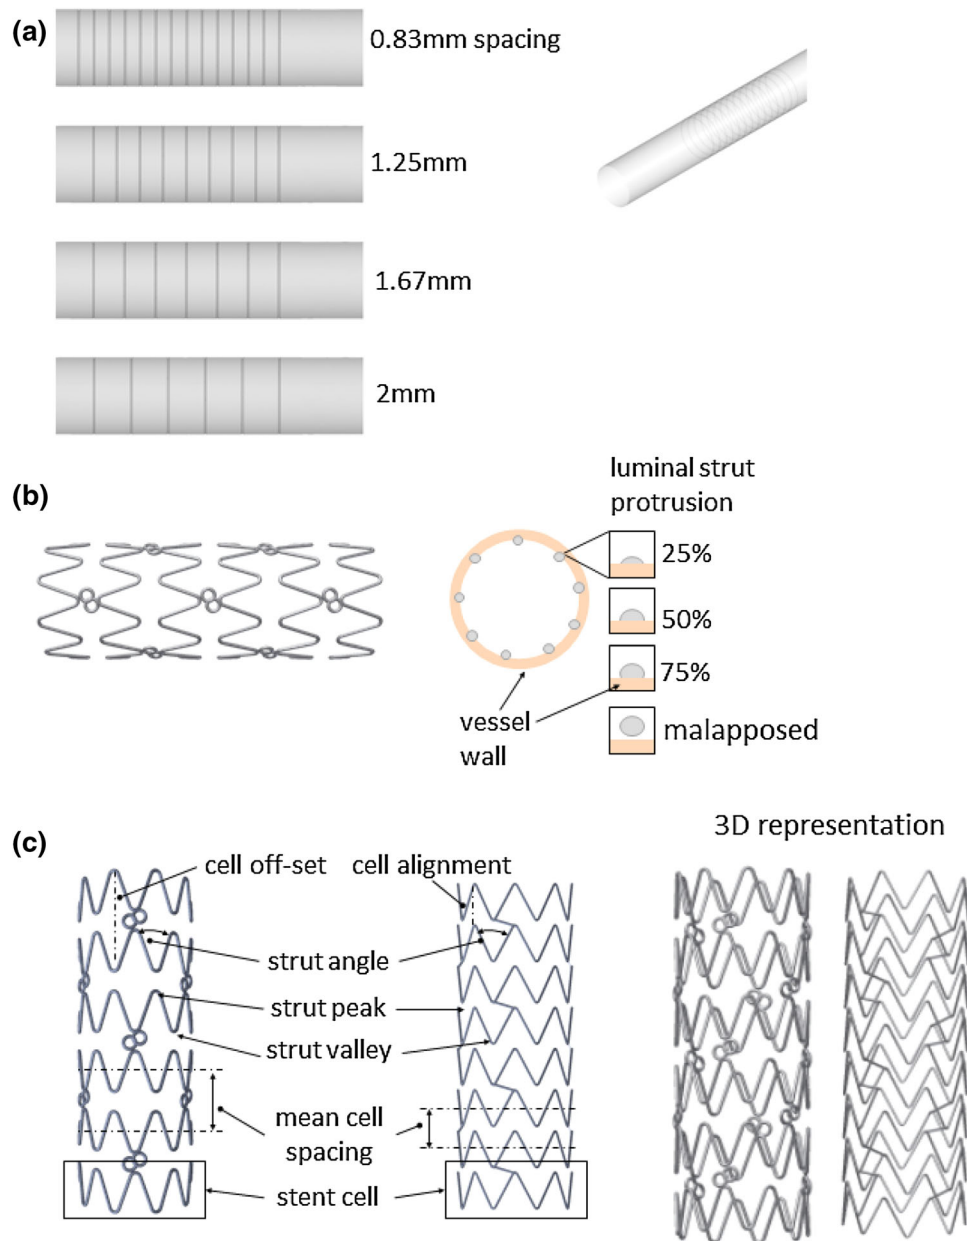 (a)
0.83mm spacing
1.25mm
1.67mm
2mm
(b)
luminal strut
protrusion
25%
50%
75%
malapposed
vessel
wall
3D representation
(c)
cell off-set
cell alignment
strut angle
strut peak
strut valley
mean cell
spacing
stent cell